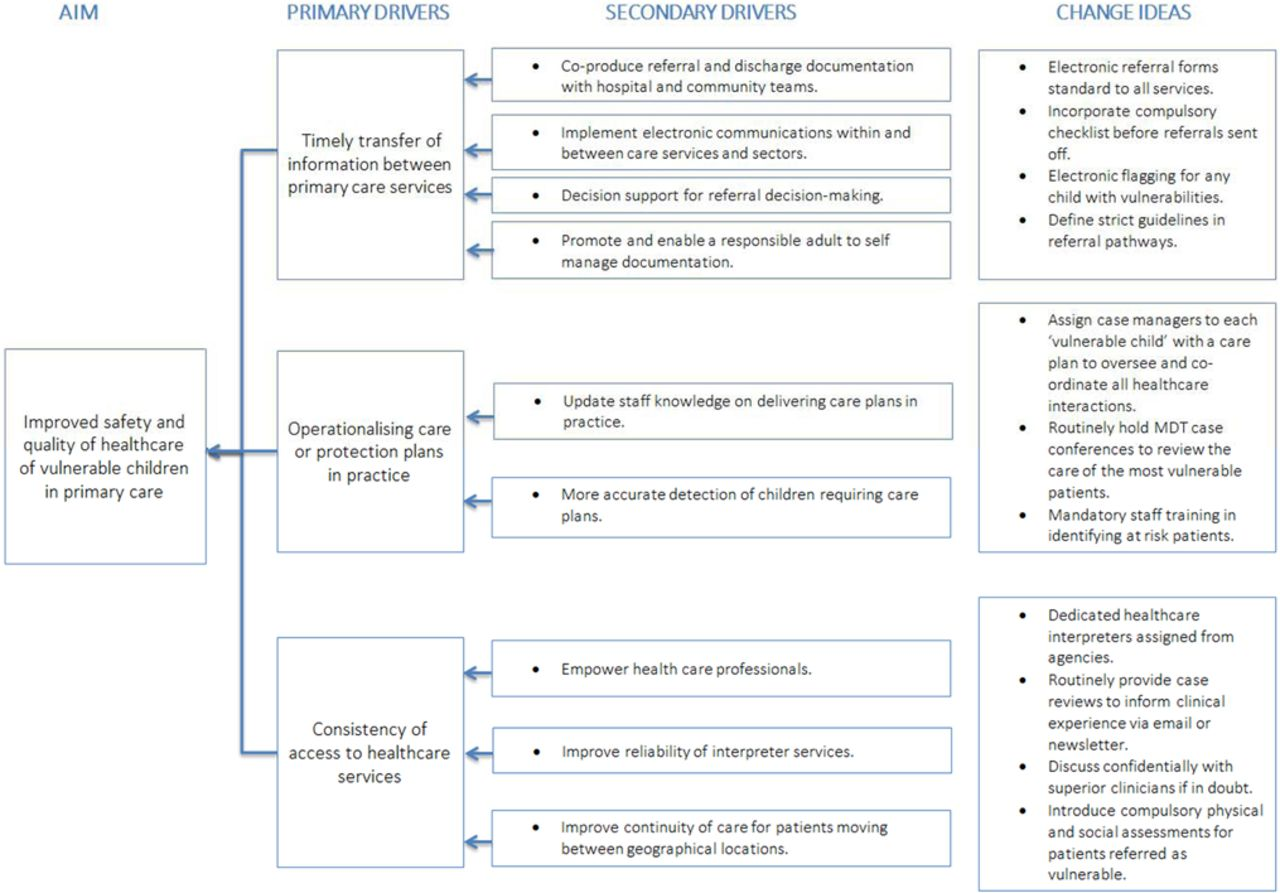 AIM
PRIMARY DRIVERS
SECONDARY DRIVERS
CHANGE IDEAS
Improved safety and
quality of healthcare
of vulnerable children
in primary care
Timely transfer of
information between
primary care services
• Co-produce referral and discharge documentation
with hospital and community teams.
• Implement electronic communications within and
between care services and sectors.
• Decision support for referral decision-making.
• Promote and enable a responsible adult to self
manage documentation.
• Electronic referral forms
standard to all services.
• Incorporate compulsory
checklist before referrals sent
off.
• Electronic flagging for any
child with vulnerabilities.
• Define strict guidelines in
referral pathways.
Operationalising care
or protection plans
in practice
• Update staff knowledge on delivering care plans in
practice.
• More accurate detection of children requiring care
plans.
• Assign case managers to each
‘vulnerable child’ with a care
plan to oversee and co-
ordinate all healthcare
interactions.
• Routinely hold MDT case
conferences to review the
care of the most vulnerable
patients.
• Mandatory staff training in
identifying at risk patients.
Consistency of
access to healthcare
services
• Empower health care professionals.
• Improve reliability of interpreter services.
• Improve continuity of care for patients moving
between geographical locations.
• Dedicated healthcare
interpreters assigned from
agencies.
• Routinely provide case
reviews to inform clinical
experience via email or
newsletter.
• Discuss confidentially with
superior clinicians if in doubt.
• Introduce compulsory physical
and social assessments for
patients referred as
vulnerable.